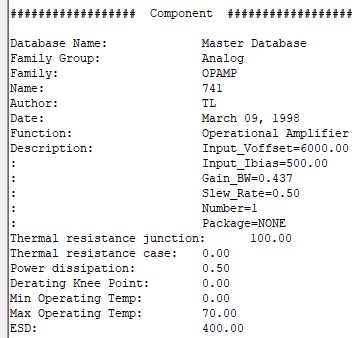 ################## Component ##################
Database Name: Master Database
Family Group: Analog
Family: OPAMP
Name: 741
Author: TL
Date: March 09, 1998
Function: Operational Amplifier
Description: Input_Voffset=6000.00
: Input_Ibias=500.00
: Gain_BW=0.437
: Slew_Rate=0.50
: Number=1
: Package=NONE
Thermal resistance junction: 100.00
Thermal resistance case: 0.00
Power dissipation: 0.50
Derating Knee Point: 0.00
Min Operating Temp: 0.00
Max Operating Temp: 70.00
ESD: 400.00